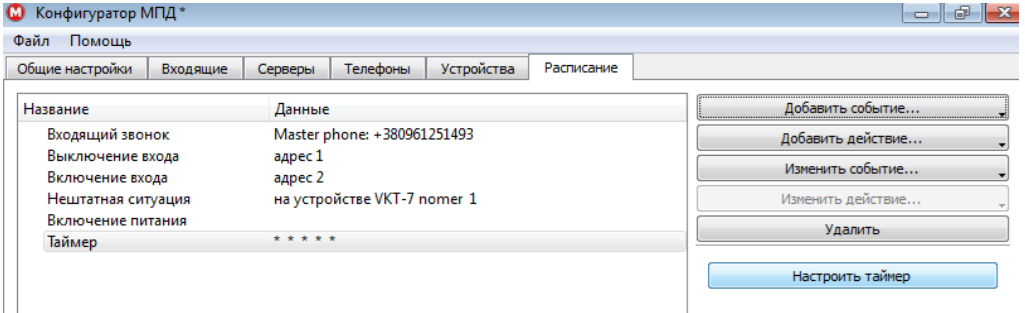 Конфигуратор МПД *
Файл Помощь
Общие настройки Входящие Серверы Телефоны Устройства Расписание
Название Данные
Входящий звонок Master phone: +380961251493
Выключение входа адрес 1
Включение входа адрес 2
Нештатная ситуация на устройстве VKT-7 nomer 1
Включение питания
Таймер * * * * *
Добавить событие...
Добавить действие...
Изменить событие...
Изменить действие...
Удалить
Настроить таймер